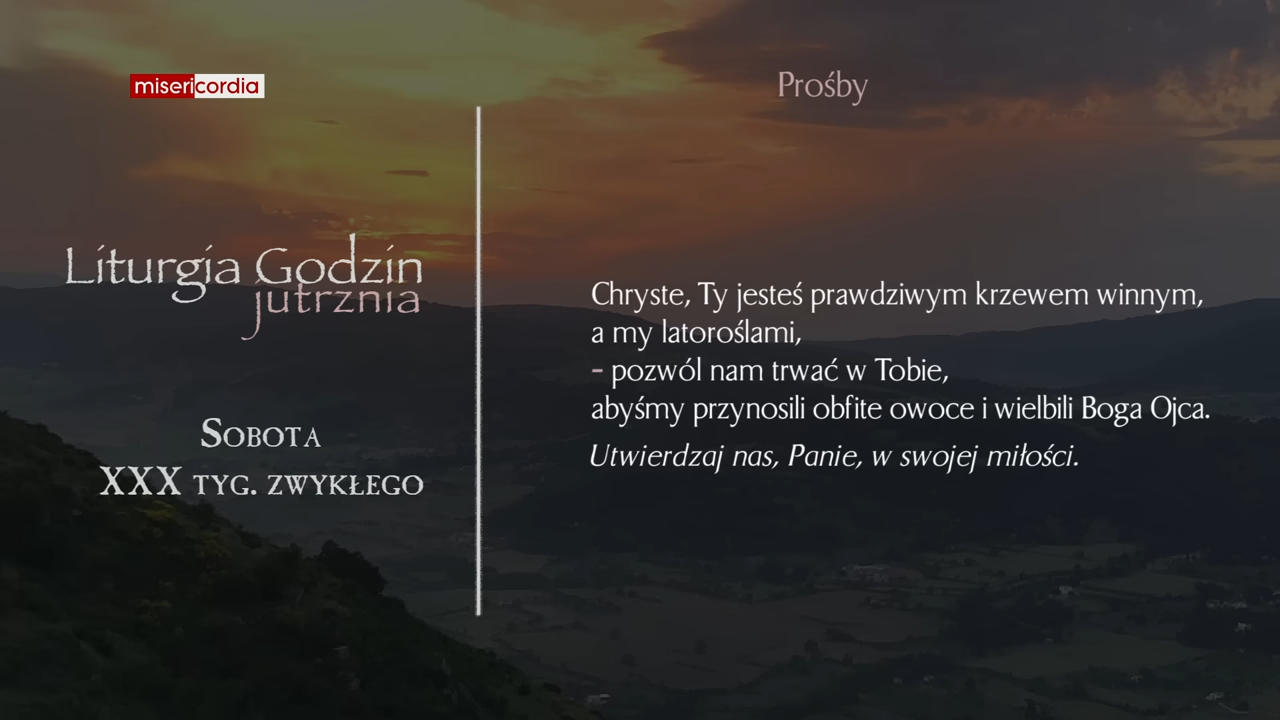 misericordia
Prośby
Liturgia Godzin
jutrznia
Sobota
XXX tyg. zwykłego
Chryste, Ty jesteś prawdziwym krzewem winnym,
a my latoroślami,
- pozwól nam trwać w Tobie,
abyśmy przynosili obfite owoce i wielbili Boga Ojca.
Utwierdzaj nas, Panie, w swojej miłości.